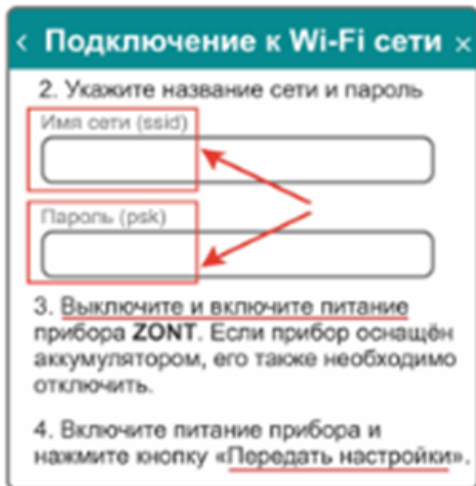 ‹ Подключение к Wi-Fi сети ×
2. Укажите название сети и пароль
Имя сети (ssid)
Пароль (psk)
3. Выключите и включите питание
прибора ZONT. Если прибор оснащён
аккумулятором, его также необходимо
отключить.
4. Включите питание прибора и
нажмите кнопку «Передать настройки».